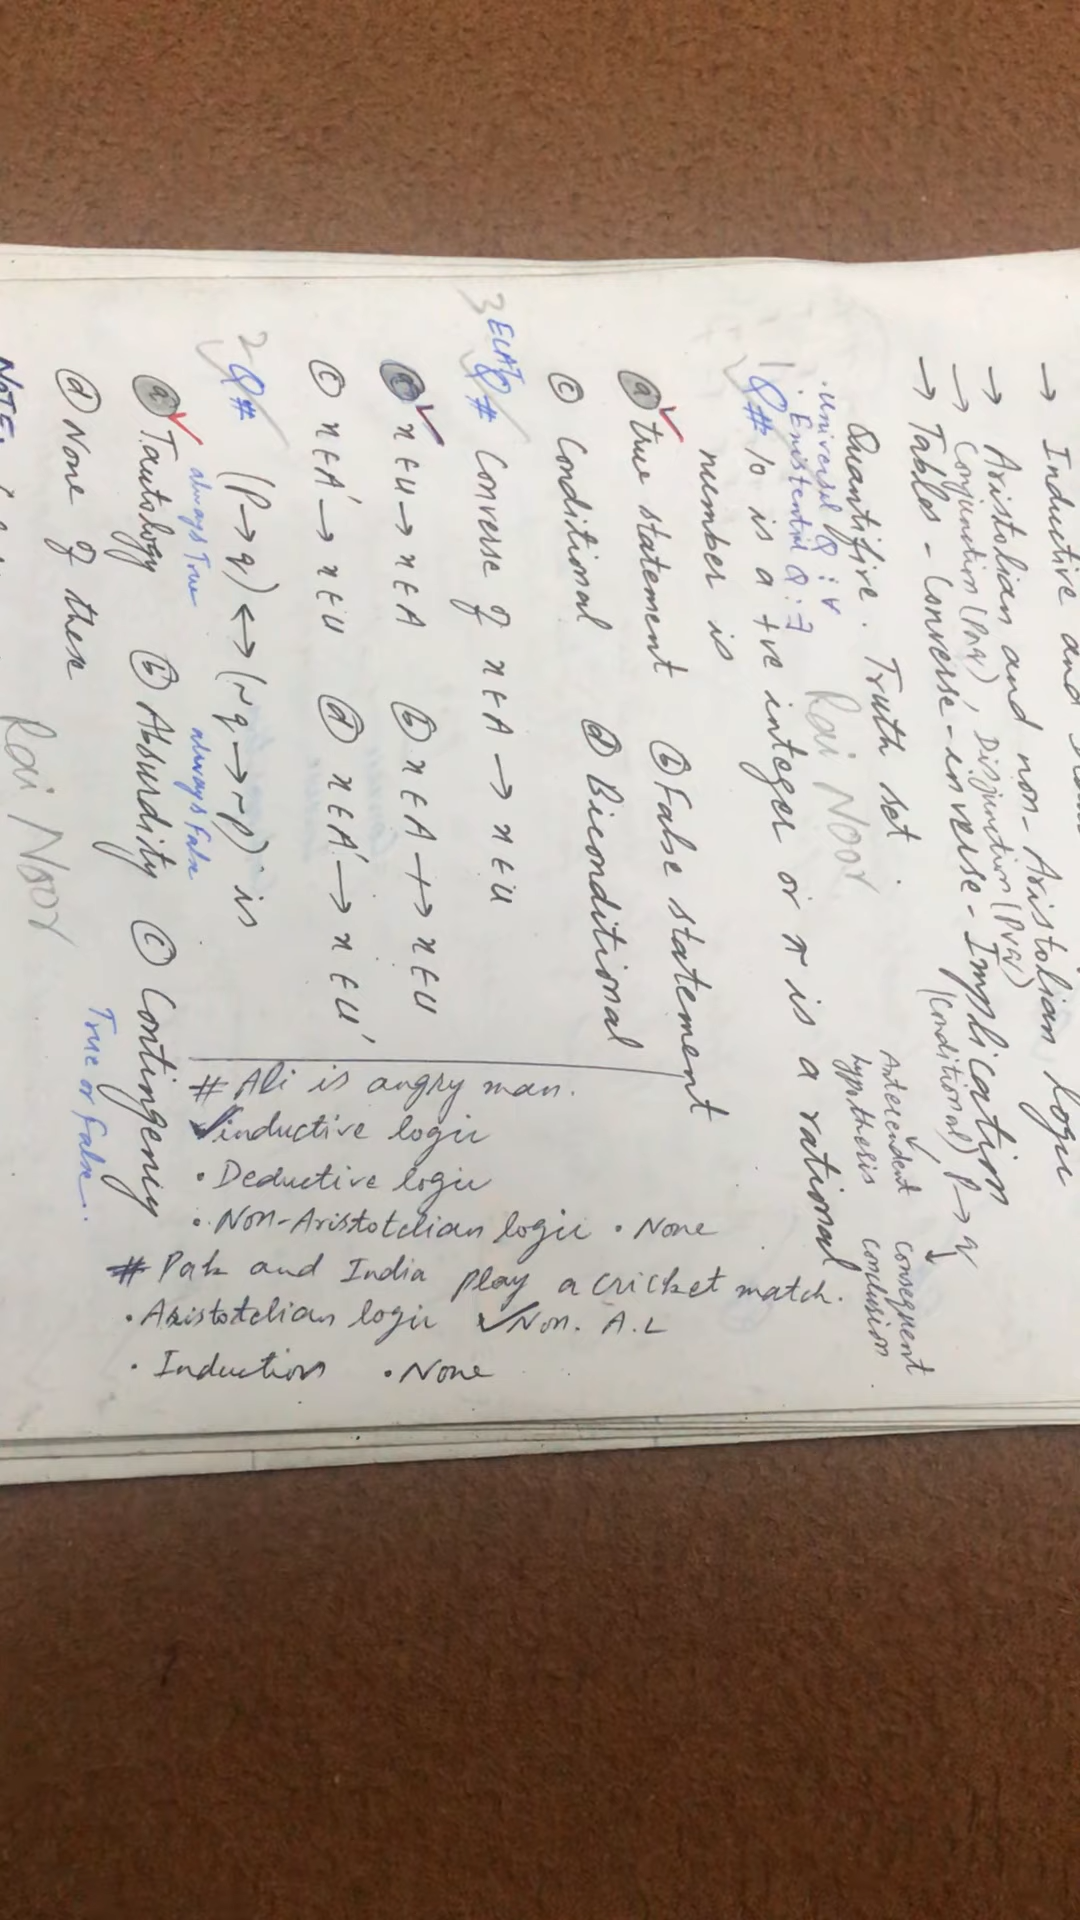 → Inductive and
→ Aristolian and non-Aristolian logic
→ Conjunction (P∧q), Disjunction (P∨q) (Conditional) P→q
→ Tables - Converse - inverse - Implication
Antecedent hypothesis
consequent conclusion
Quantifire. Truth set.
• Universal Q : ∀
• Existential Q : ∃
Rai Noor
1 Q# 10 is a +ve integer or π is a rational
number is
ⓐ true statement ⓑ False statement
ⓒ Conditional ⓓ Biconditional
3 ECAT Q# Converse of x∈A → x∈U
ⓐ x∈U → x∈A ⓑ x∈A ↛ x∈U
ⓒ x∈A' → x∈U ⓓ x∈A' → x∈U'
2 Q# (P→q) ↔ (~q→~p) is
always True always False
ⓐ Tautology ⓑ Absurdity ⓒ Contingeniy
True or False.
ⓓ None of these
Rai Noor
NOTE:
# Ali is angry man.
✓inductive logic
• Deductive logic
• Non-Aristotelian logic • None
# Pak and India play a cricket match.
• Aristotelian logic ✓Non. A.L
• Induction • None